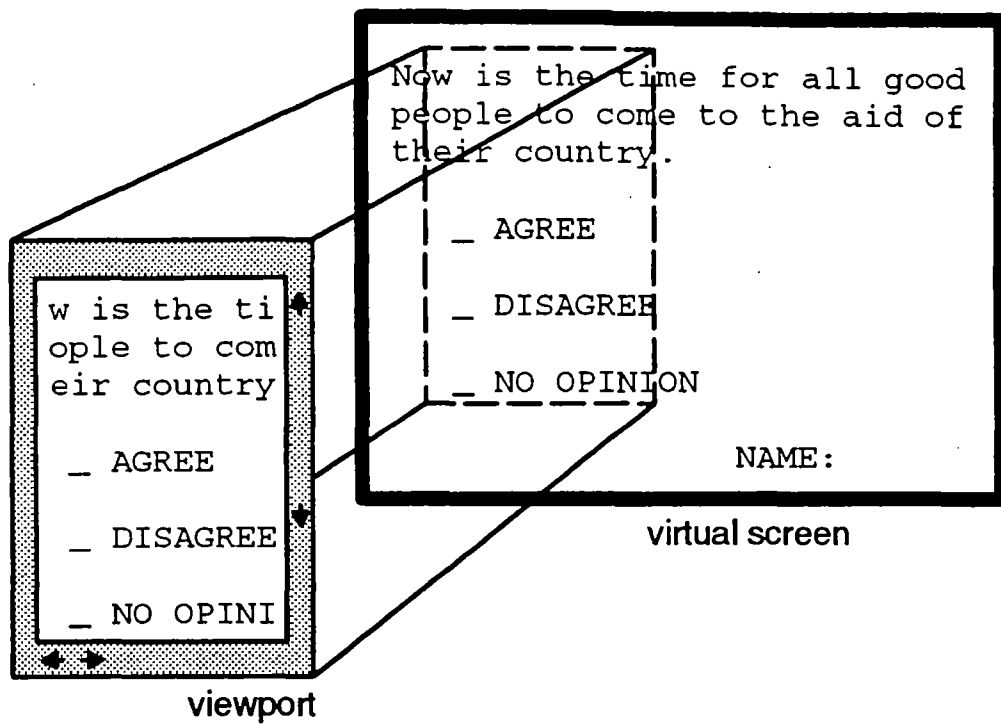 Now is the time for all good
people to come to the aid of
their country.
_ AGREE
_ DISAGREE
_ NO OPINION
NAME:
virtual screen
w is the ti
ople to com
eir country
_ AGREE
_ DISAGREE
_ NO OPINI
viewport